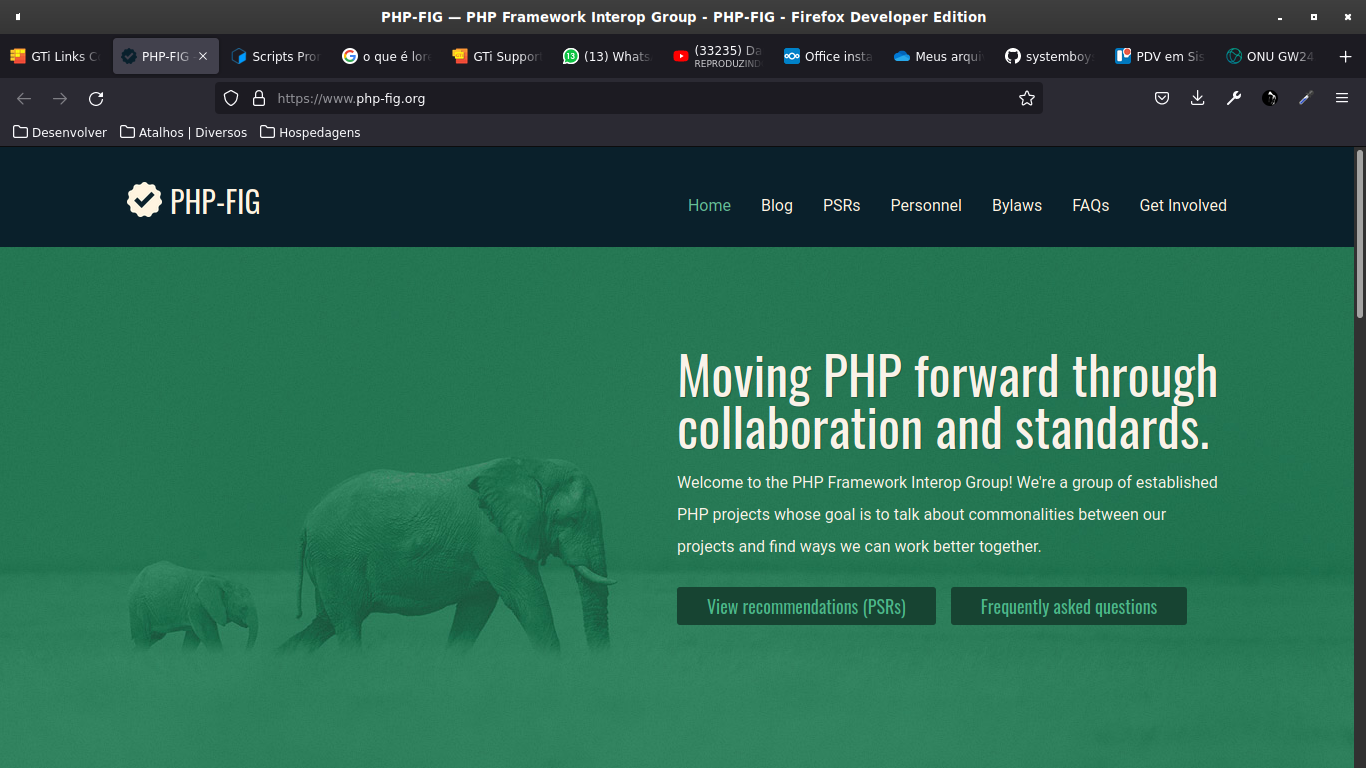 PHP-FIG — PHP Framework Interop Group - PHP-FIG - Firefox Developer Edition
GTi Links C
PHP-FIG
Scripts Pro
o que é lor
GTi Support
(13) Whats
(33235) Da
REPRODUZIND
Office insta
Meus arqui
systemboy
PDV em Sis
ONU GW24
https://www.php-fig.org
Desenvolver
Atalhos | Diversos
Hospedagens
PHP-FIG
Home Blog PSRs Personnel Bylaws FAQs Get Involved
Moving PHP forward through
collaboration and standards.
Welcome to the PHP Framework Interop Group! We're a group of established
PHP projects whose goal is to talk about commonalities between our
projects and find ways we can work better together.
View recommendations (PSRs)
Frequently asked questions